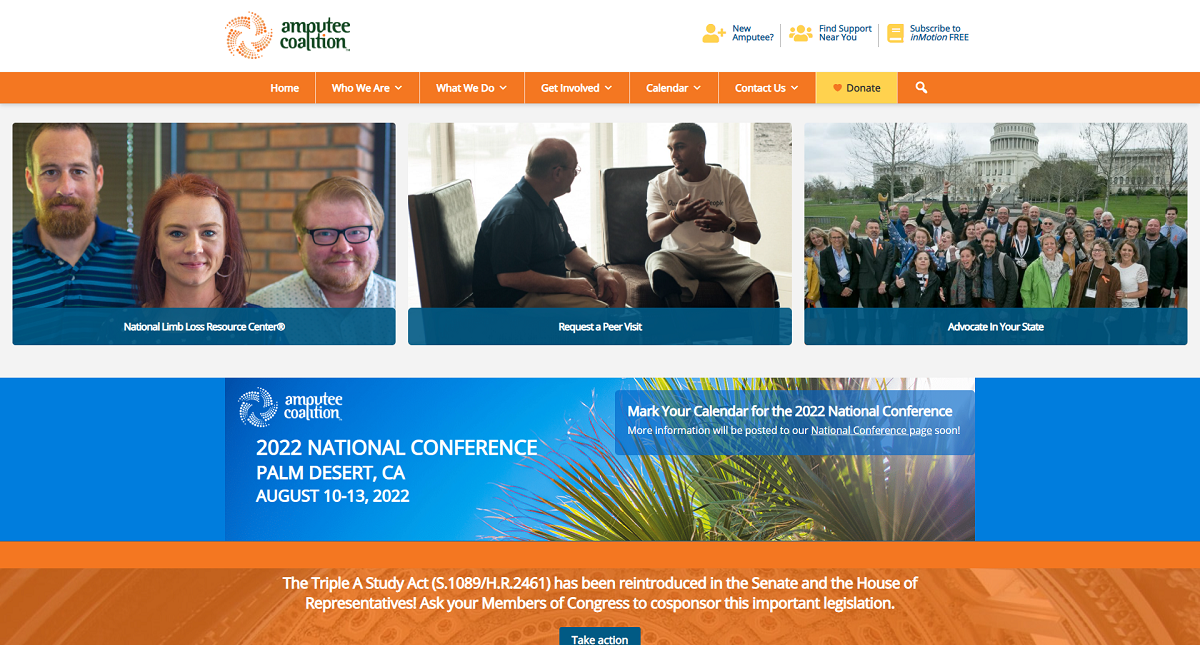 amputee
coalition
New
Amputee?
Find Support
Near You
Subscribe to
inMotion FREE
Home
Who We Are
What We Do
Get Involved
Calendar
Contact Us
Donate
National Limb Loss Resource Center®
Request a Peer Visit
Advocate In Your State
amputee
coalition
2022 NATIONAL CONFERENCE
PALM DESERT, CA
AUGUST 10-13, 2022
Mark Your Calendar for the 2022 National Conference
More information will be posted to our National Conference page soon!
The Triple A Study Act (S.1089/H.R.2461) has been reintroduced in the Senate and the House of
Representatives! Ask your Members of Congress to cosponsor this important legislation.
Take action